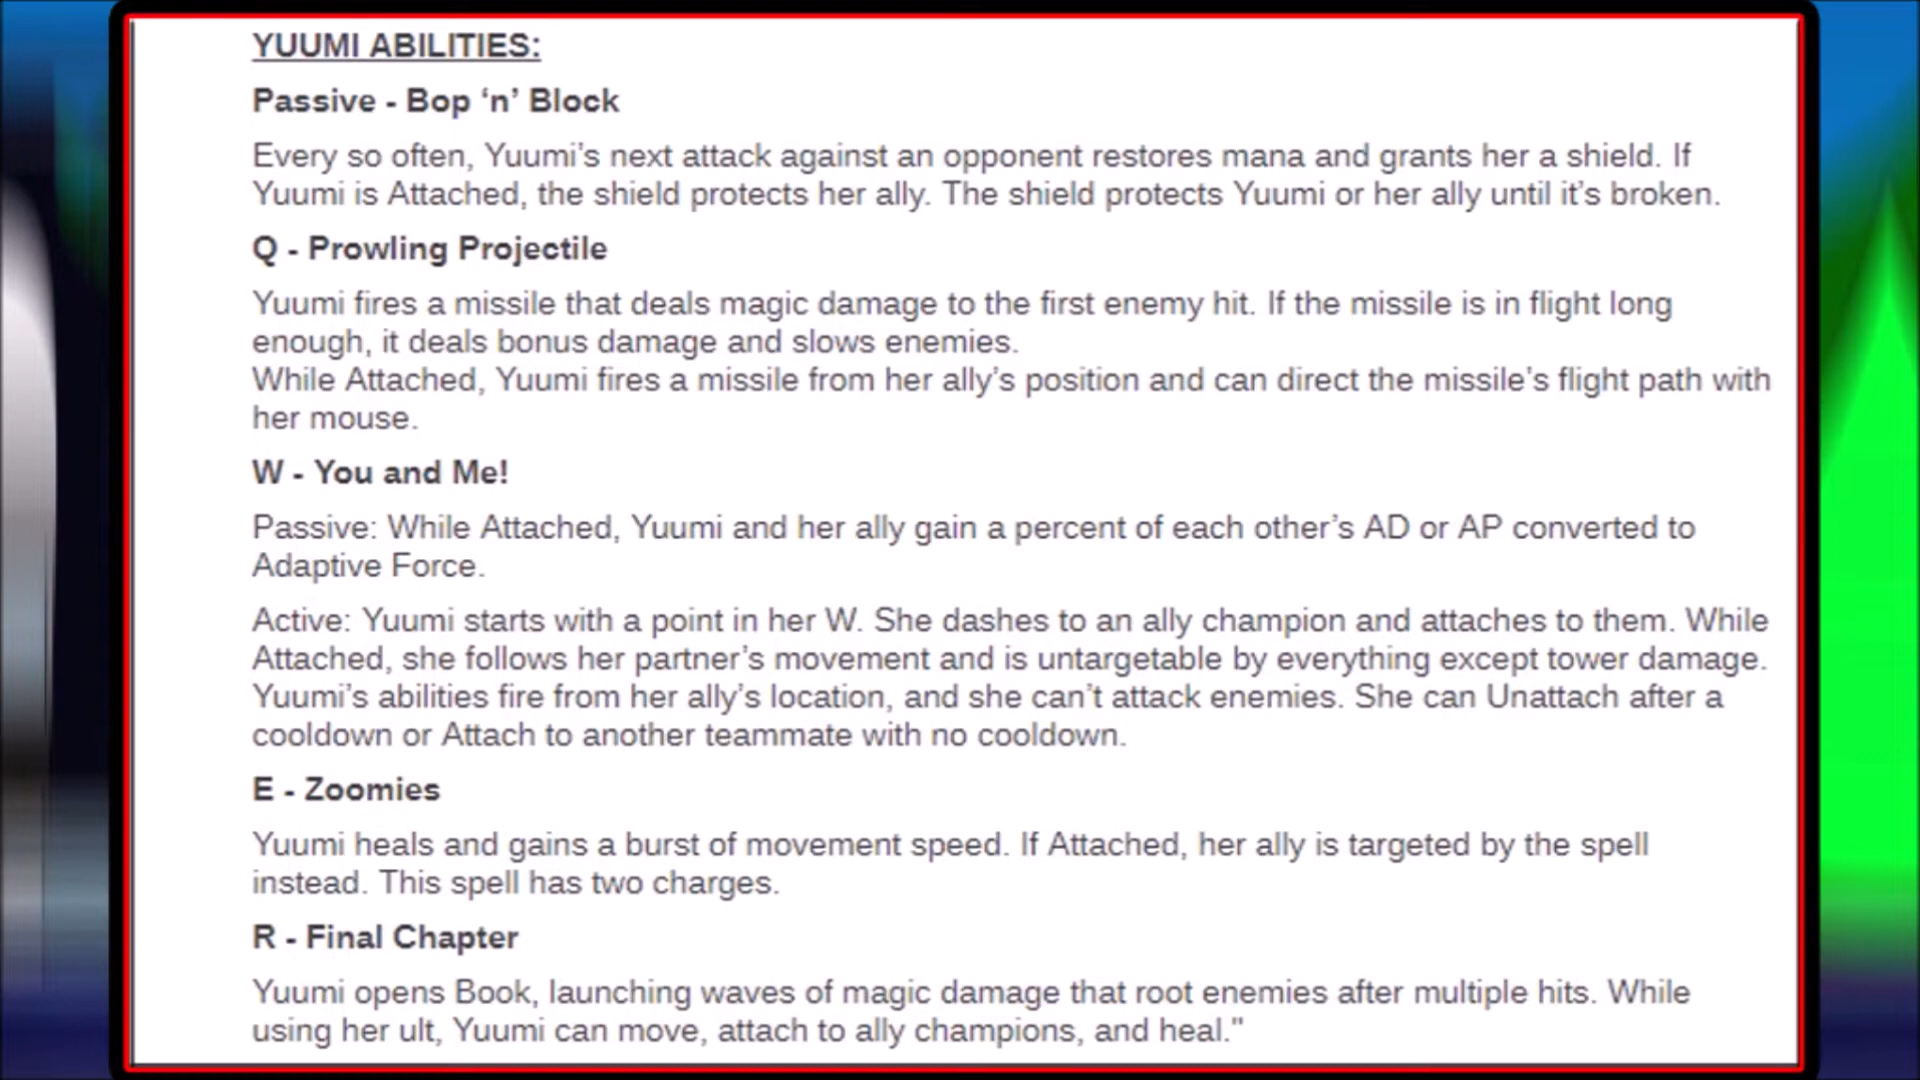 YUUMI ABILITIES:
Passive - Bop ‘n’ Block
Every so often, Yuumi’s next attack against an opponent restores mana and grants her a shield. If
Yuumi is Attached, the shield protects her ally. The shield protects Yuumi or her ally until it’s broken.
Q - Prowling Projectile
Yuumi fires a missile that deals magic damage to the first enemy hit. If the missile is in flight long
enough, it deals bonus damage and slows enemies.
While Attached, Yuumi fires a missile from her ally’s position and can direct the missile’s flight path with
her mouse.
W - You and Me!
Passive: While Attached, Yuumi and her ally gain a percent of each other’s AD or AP converted to
Adaptive Force.
Active: Yuumi starts with a point in her W. She dashes to an ally champion and attaches to them. While
Attached, she follows her partner’s movement and is untargetable by everything except tower damage.
Yuumi’s abilities fire from her ally’s location, and she can’t attack enemies. She can Unattach after a
cooldown or Attach to another teammate with no cooldown.
E - Zoomies
Yuumi heals and gains a burst of movement speed. If Attached, her ally is targeted by the spell
instead. This spell has two charges.
R - Final Chapter
Yuumi opens Book, launching waves of magic damage that root enemies after multiple hits. While
using her ult, Yuumi can move, attach to ally champions, and heal."